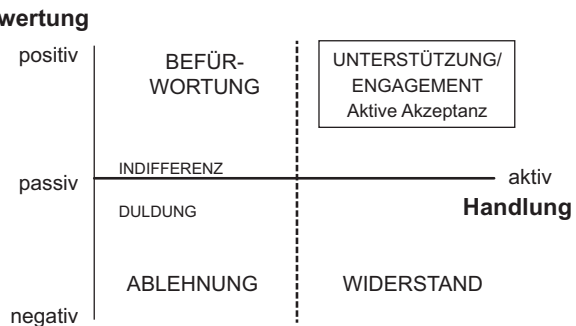 wertung
positiv
BEFÜR-
WORTUNG
UNTERSTÜTZUNG/
ENGAGEMENT
Aktive Akzeptanz
INDIFFERENZ
passiv
aktiv
DULDUNG
Handlung
ABLEHNUNG
WIDERSTAND
negativ